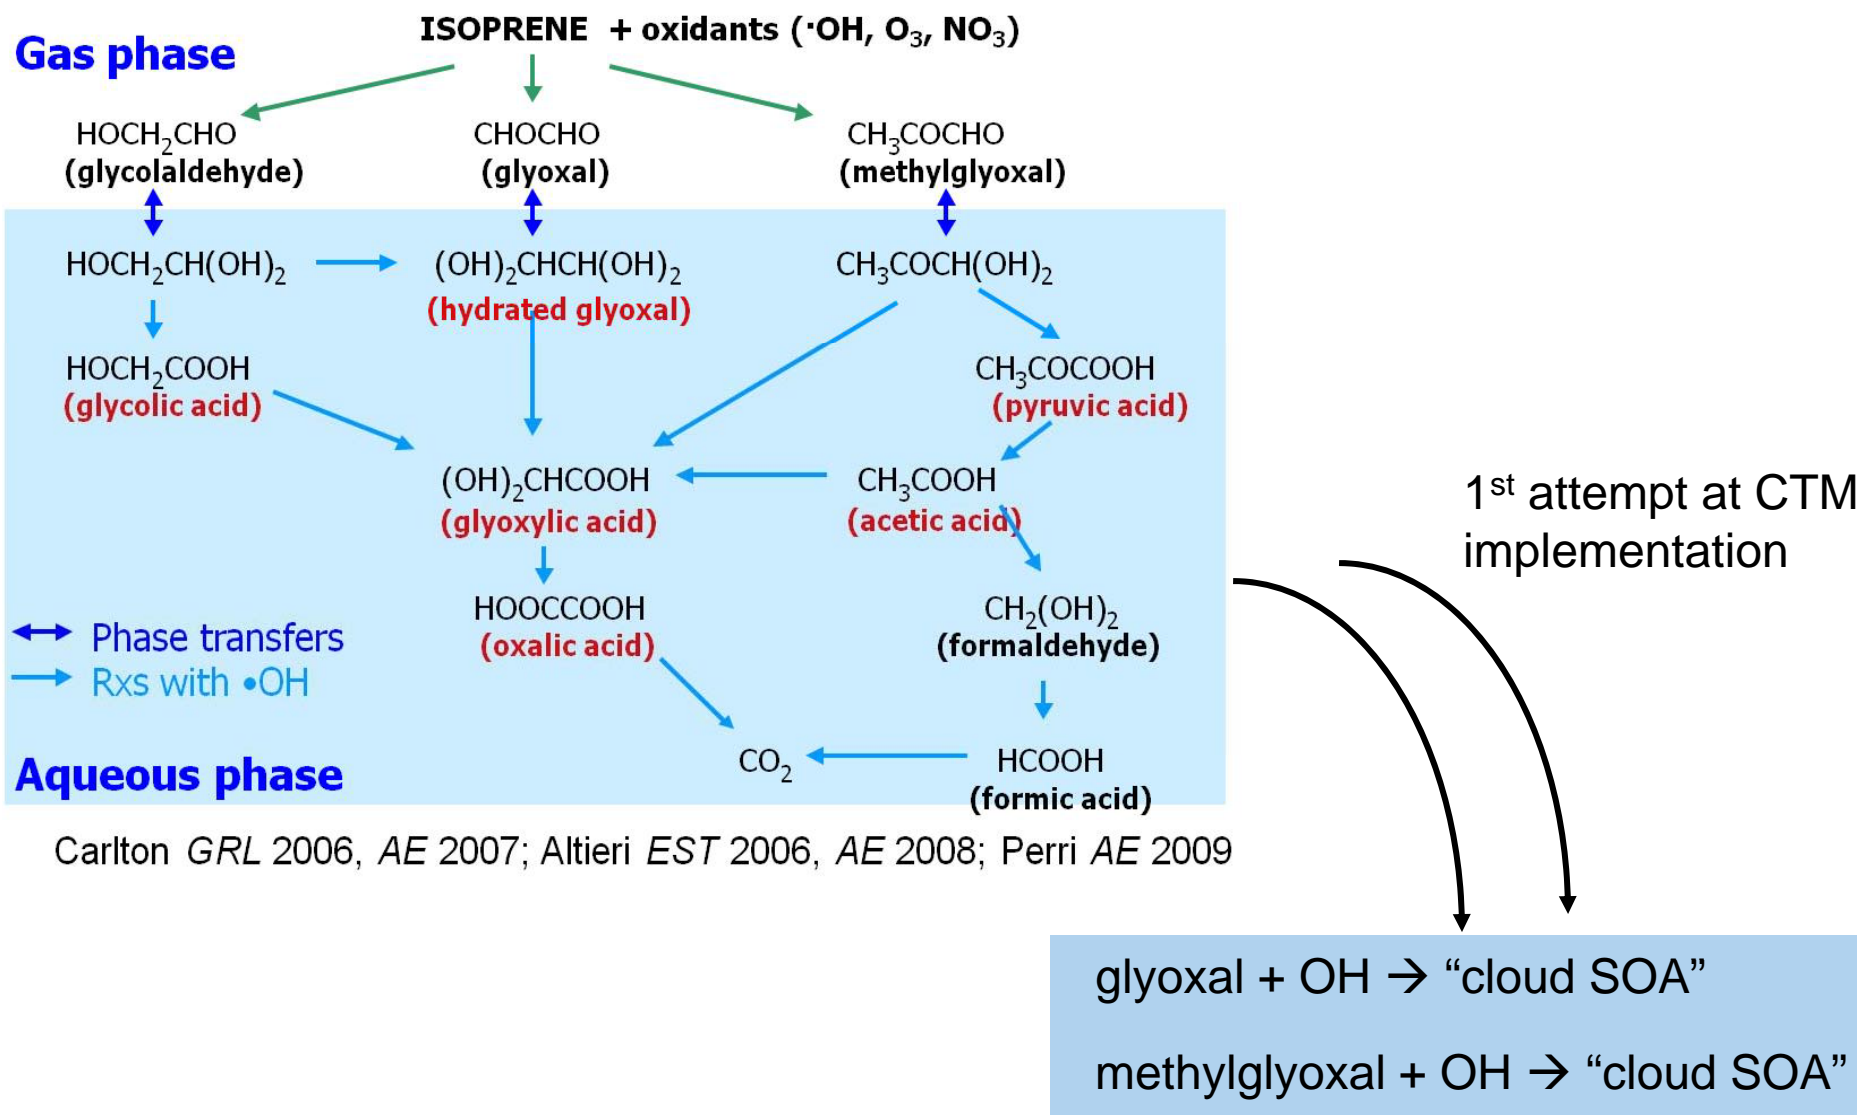 ISOPRENE + oxidants (·OH, O₃, NO₃)
Gas phase
HOCH₂CHO
(glycolaldehyde)
CHOCHO
(glyoxal)
CH₃COCHO
(methylglyoxal)
HOCH₂CH(OH)₂
(OH)₂CHCH(OH)₂
(hydrated glyoxal)
CH₃COCH(OH)₂
HOCH₂COOH
(glycolic acid)
CH₃COCOOH
(pyruvic acid)
(OH)₂CHCOOH
(glyoxylic acid)
CH₃COOH
(acetic acid)
1st attempt at CTM
implementation
HOOCCOOH
(oxalic acid)
CH₂(OH)₂
(formaldehyde)
Phase transfers
Rxs with •OH
CO₂
HCOOH
(formic acid)
Aqueous phase
Carlton GRL 2006, AE 2007; Altieri EST 2006, AE 2008; Perri AE 2009
glyoxal + OH → “cloud SOA”
methylglyoxal + OH → “cloud SOA”